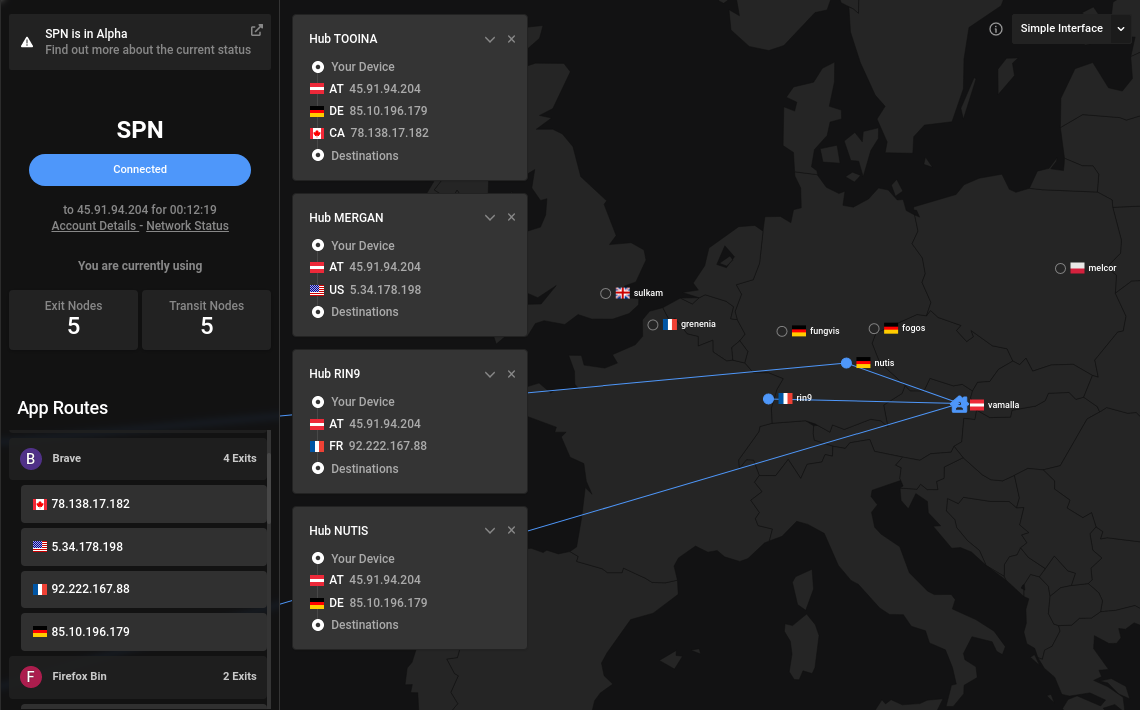 SPN is in Alpha
Find out more about the current status
SPN
Connected
to 45.91.94.204 for 00:12:19
Account Details - Network Status
You are currently using
Exit Nodes
5
Transit Nodes
5
App Routes
B Brave 4 Exits
78.138.17.182
5.34.178.198
92.222.167.88
85.10.196.179
F Firefox Bin 2 Exits
Hub TOOINA
Your Device
AT 45.91.94.204
DE 85.10.196.179
CA 78.138.17.182
Destinations
Hub MERGAN
Your Device
AT 45.91.94.204
US 5.34.178.198
Destinations
Hub RIN9
Your Device
AT 45.91.94.204
FR 92.222.167.88
Destinations
Hub NUTIS
Your Device
AT 45.91.94.204
DE 85.10.196.179
Destinations
Simple Interface
melcor
sulkam
grenenia
fungvis
fogos
nutis
rin9
vamalla